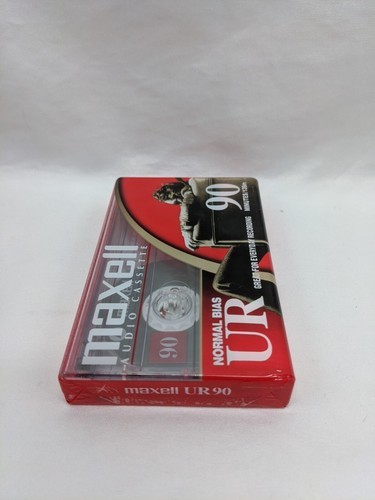 maxell
AUDIO CASSETTE
90
NORMAL BIAS
UR
GREAT FOR EVERYDAY RECORDING
90
MINUTES
maxell UR 90